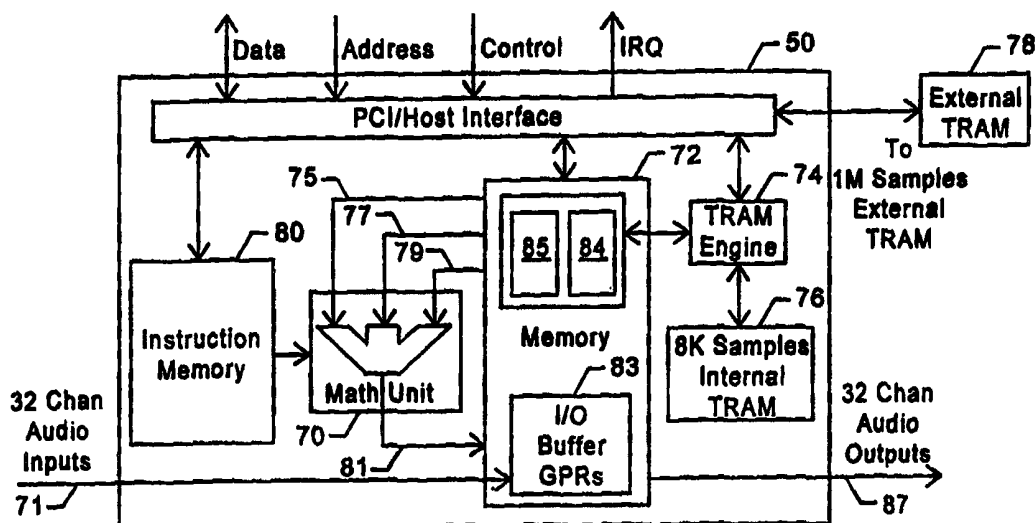 Data
Address
Control
IRQ
50
78
PCI/Host Interface
External
TRAM
To
1M Samples
External
TRAM
72
75
77
79
74
TRAM
Engine
80
85
84
76
Instruction
Memory
Memory
8K Samples
Internal
TRAM
Math Unit
70
83
I/O
Buffer
GPRs
81
32 Chan
Audio
Inputs
71
32 Chan
Audio
Outputs
87